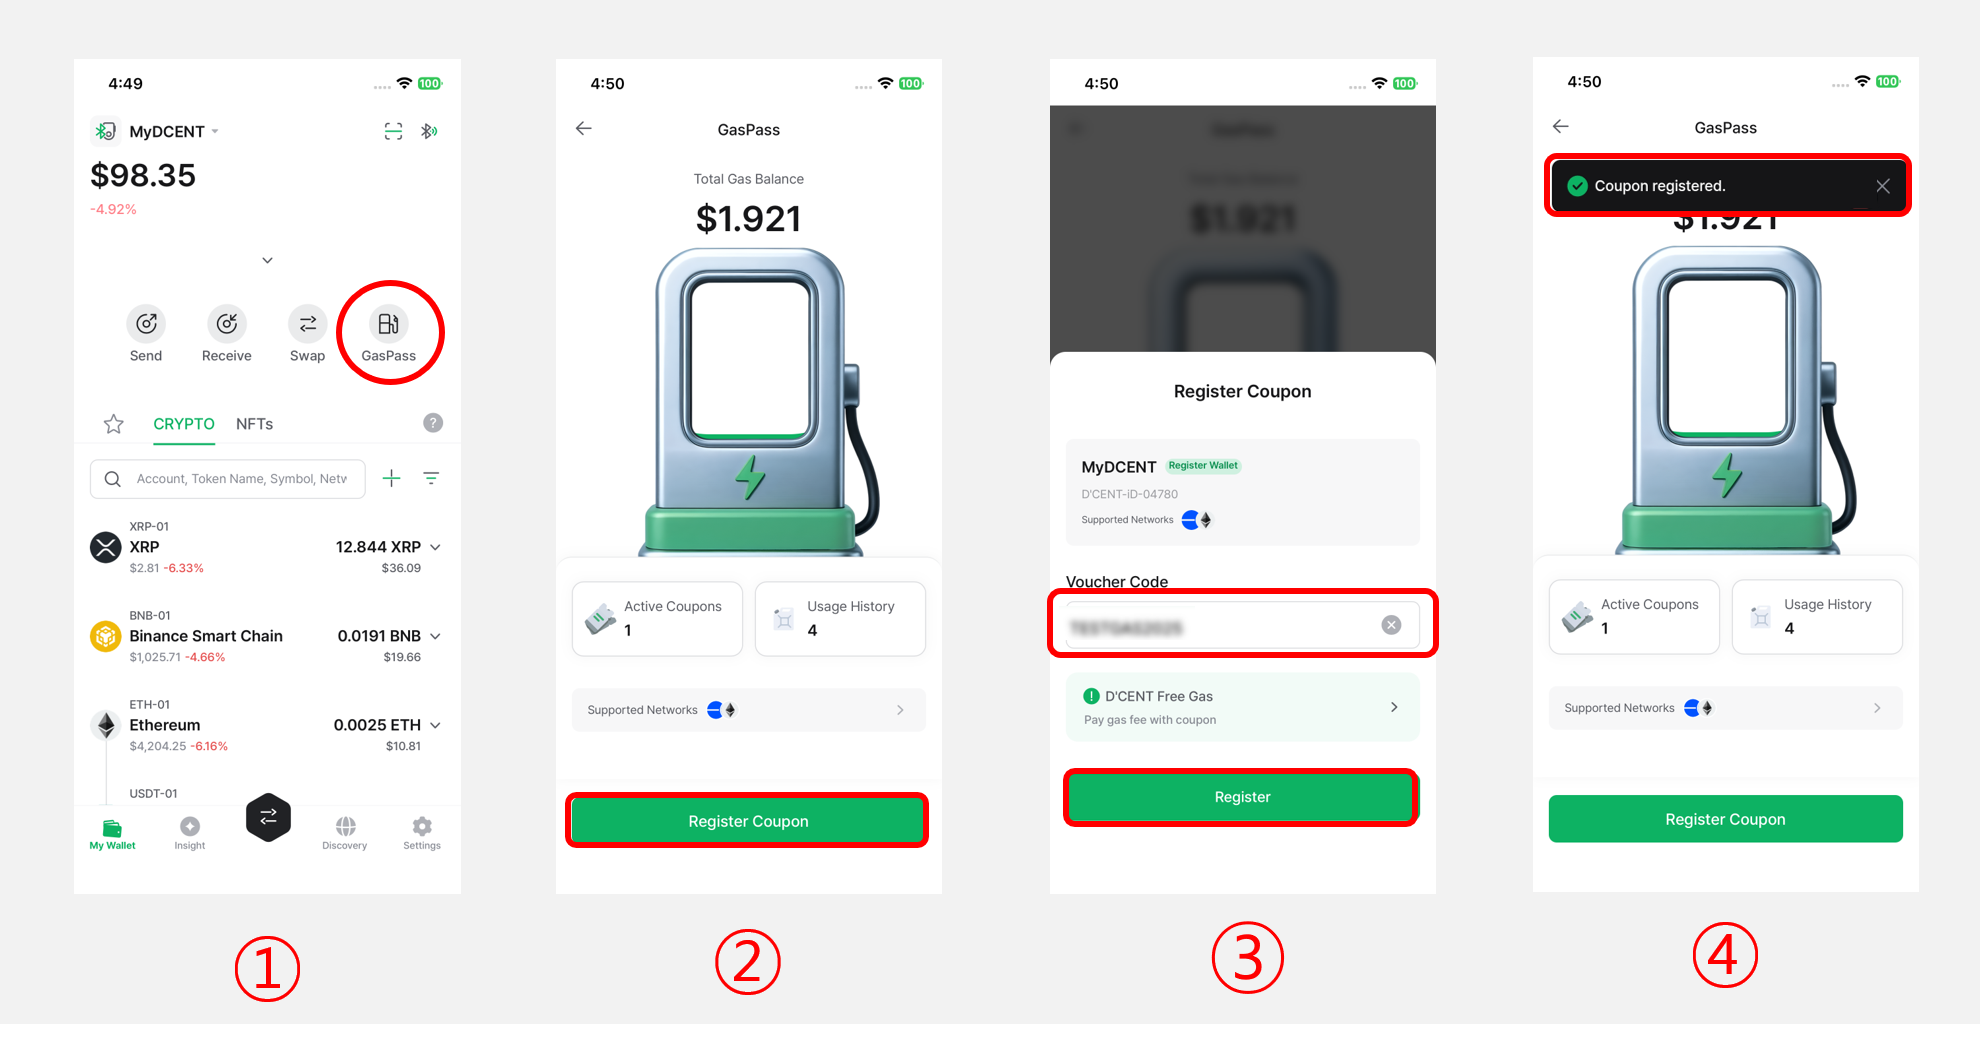 4:49
100
MyDCENT
$98.35
-4.92%
Send
Receive
Swap
GasPass
CRYPTO
NFTs
?
Account, Token Name, Symbol, Netw
XRP-01
XRP
12.844 XRP
$2.81 -6.33%
$36.09
BNB-01
Binance Smart Chain
0.0191 BNB
$1,025.71 -4.66%
$19.66
ETH-01
Ethereum
0.0025 ETH
$4,204.25 -6.16%
$10.81
USDT-01
My Wallet
Insight
Discovery
Settings
①
4:50
100
GasPass
Total Gas Balance
$1.921
Active Coupons
1
Usage History
4
Supported Networks
Register Coupon
②
4:50
100
GasPass
$1.921
Register Coupon
MyDCENT Register Wallet
D'CENT-iD-04780
Supported Networks
Voucher Code
D'CENT Free Gas
Pay gas fee with coupon
Register
③
4:50
100
GasPass
Coupon registered.
$1.921
Active Coupons
1
Usage History
4
Supported Networks
Register Coupon
④